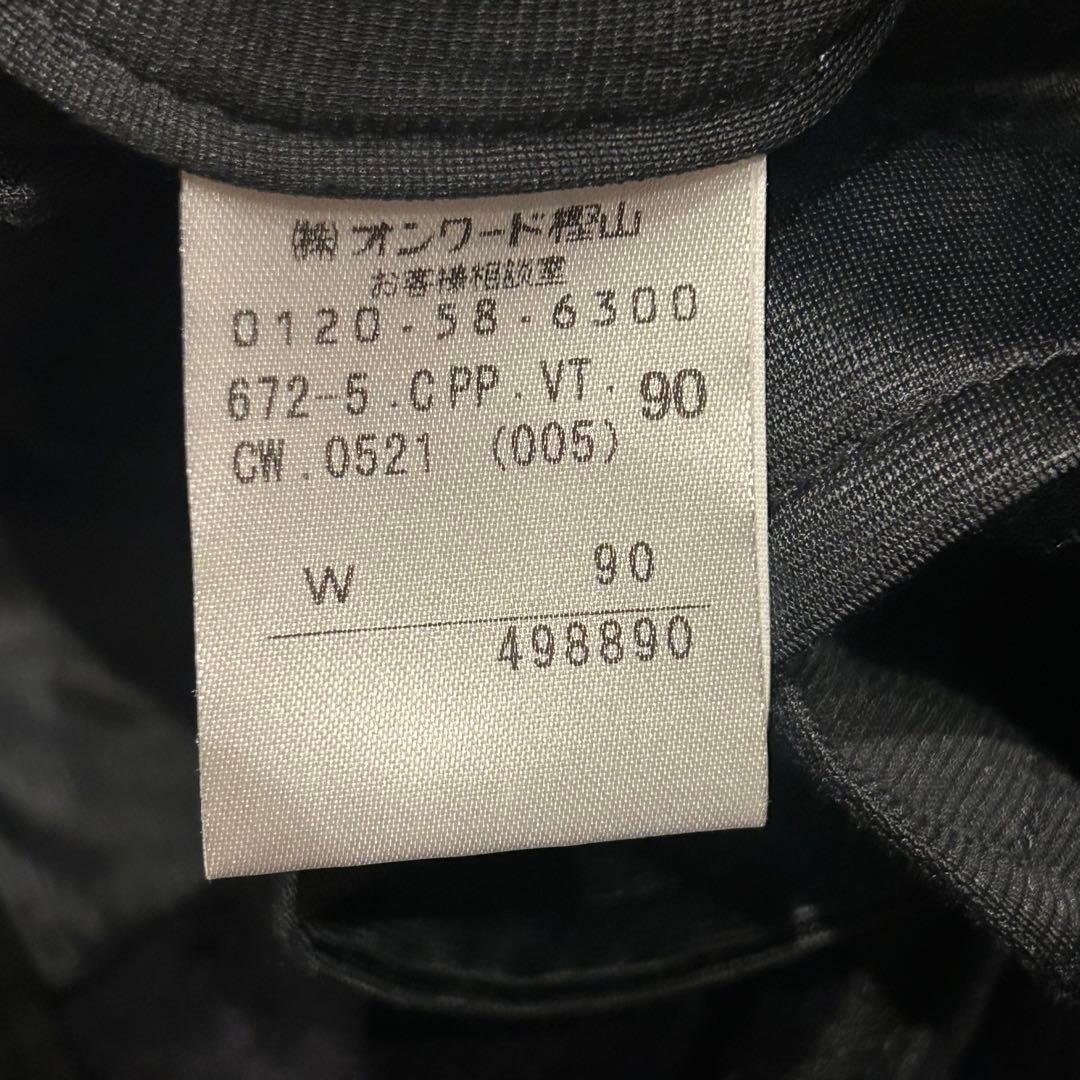 ㈱オンワード樫山
お客様相談室
0120-58-6300
672-5.CPP.VT. 90
CW.0521 (005)
W 90
498890